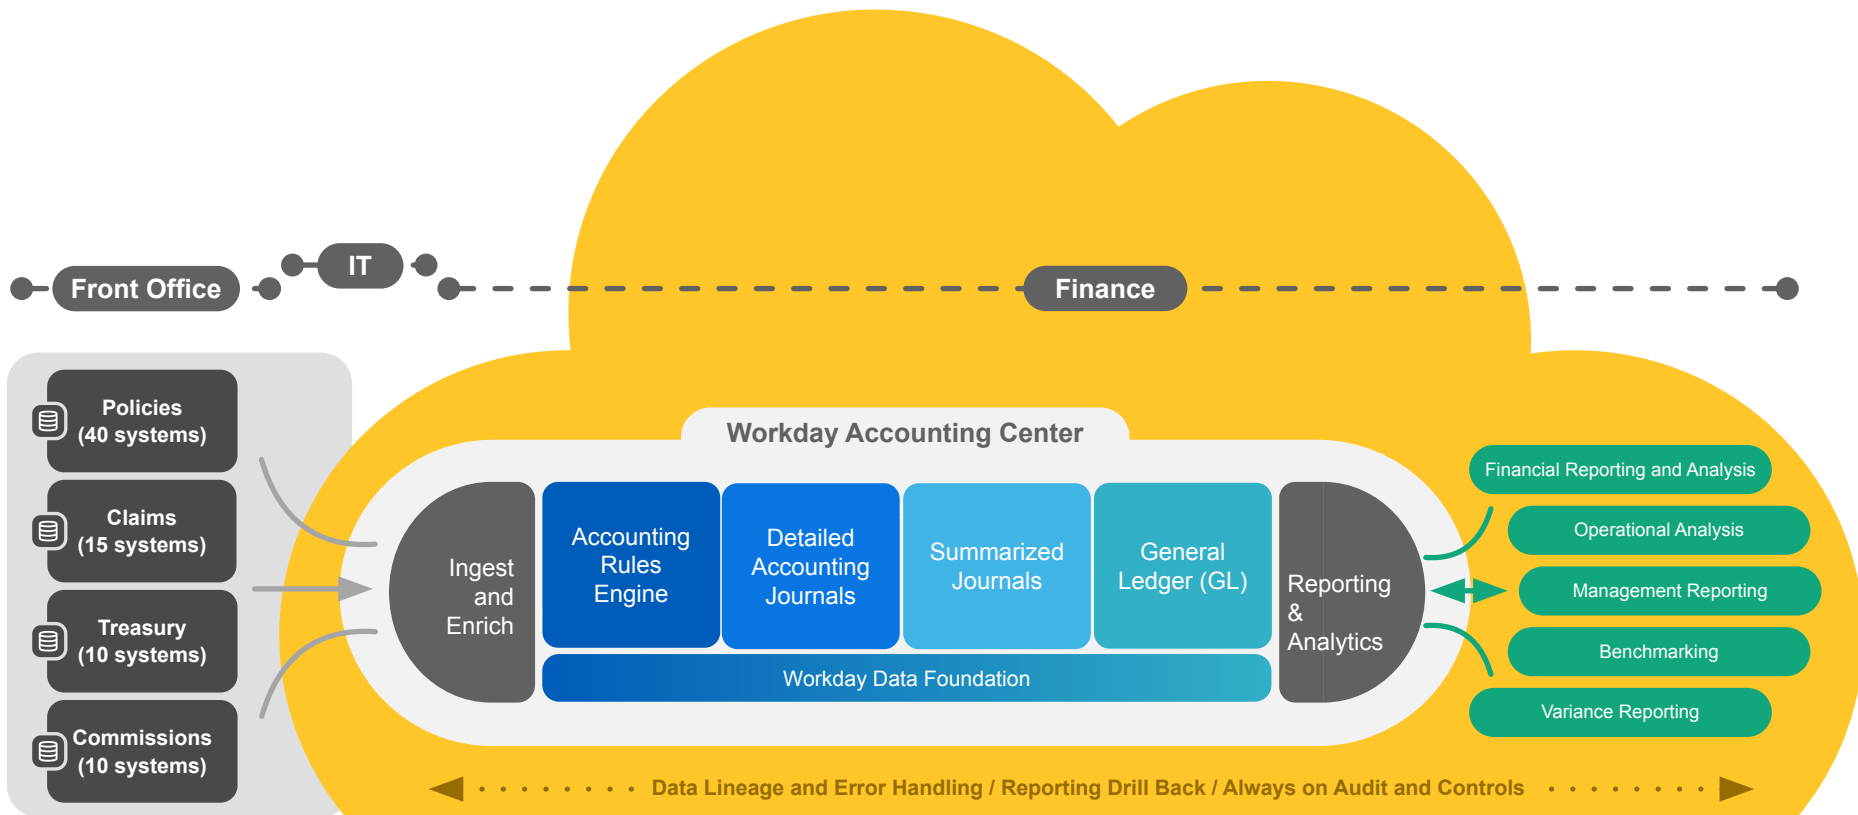 IT
Front Office
Finance
Policies
(40 systems)
Claims
(15 systems)
Treasury
(10 systems)
Commissions
(10 systems)
Workday Accounting Center
Ingest
and
Enrich
Accounting
Rules
Engine
Detailed
Accounting
Journals
Summarized
Journals
General
Ledger (GL)
Workday Data Foundation
Reporting
&
Analytics
Financial Reporting and Analysis
Operational Analysis
Management Reporting
Benchmarking
Variance Reporting
Data Lineage and Error Handling / Reporting Drill Back / Always on Audit and Controls